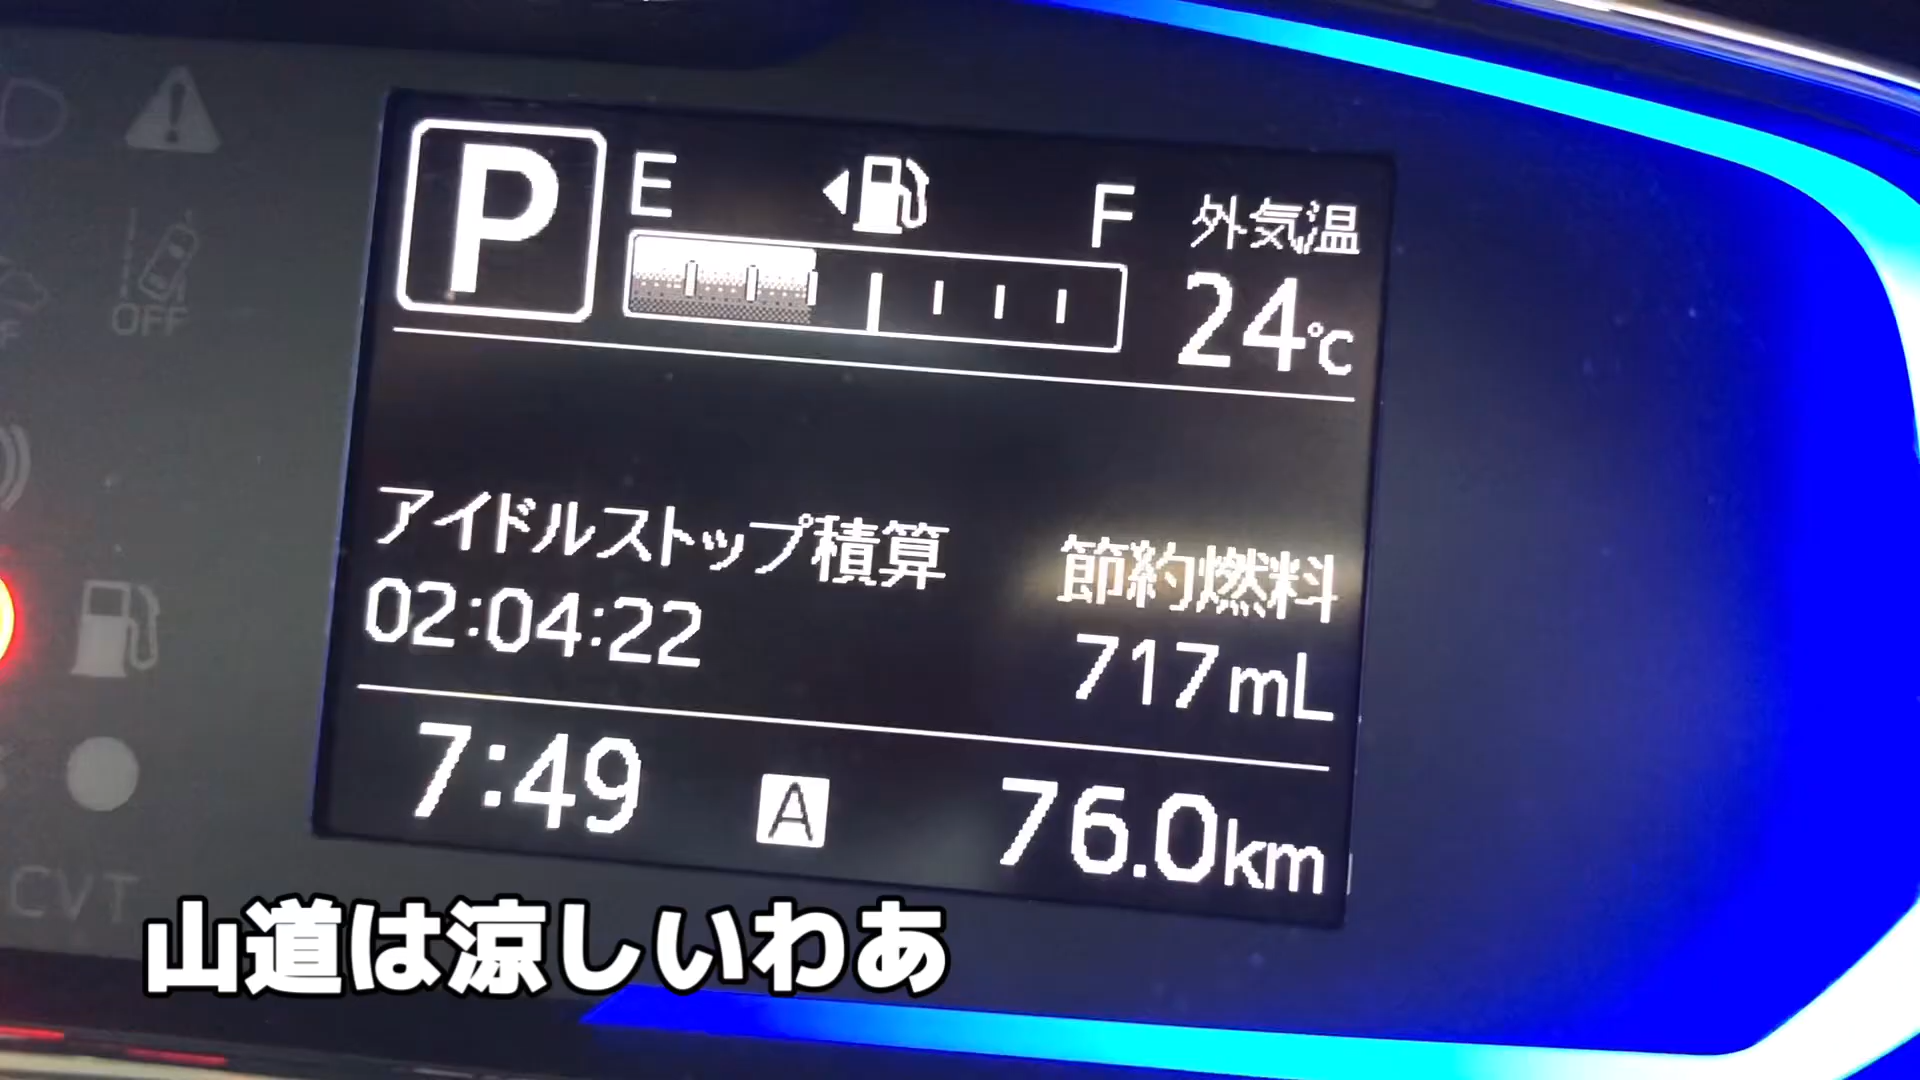 P
E
F
外気温
24℃
OFF
アイドルストップ積算
02:04:22
節約燃料
717mL
7:49
A
76.0km
CVT
山道は涼しいわあ